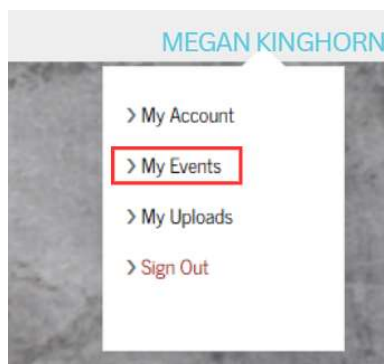 MEGAN KINGHORN
> My Account
> My Events
> My Uploads
> Sign Out